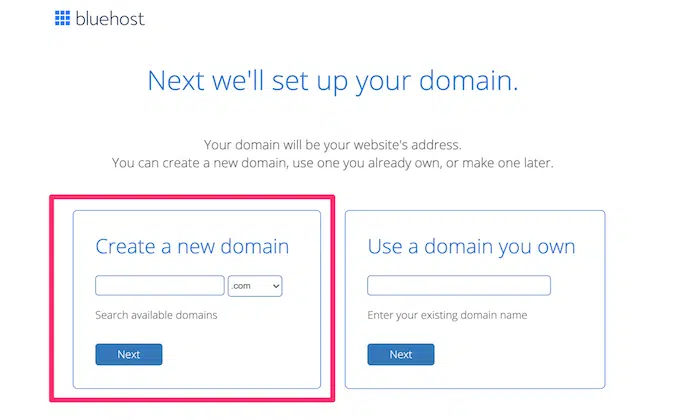 bluehost
Next we'll set up your domain.
Your domain will be your website's address.
You can create a new domain, use one you already own, or make one later.
Create a new domain
.com
Search available domains
Next
Use a domain you own
Enter your existing domain name
Next